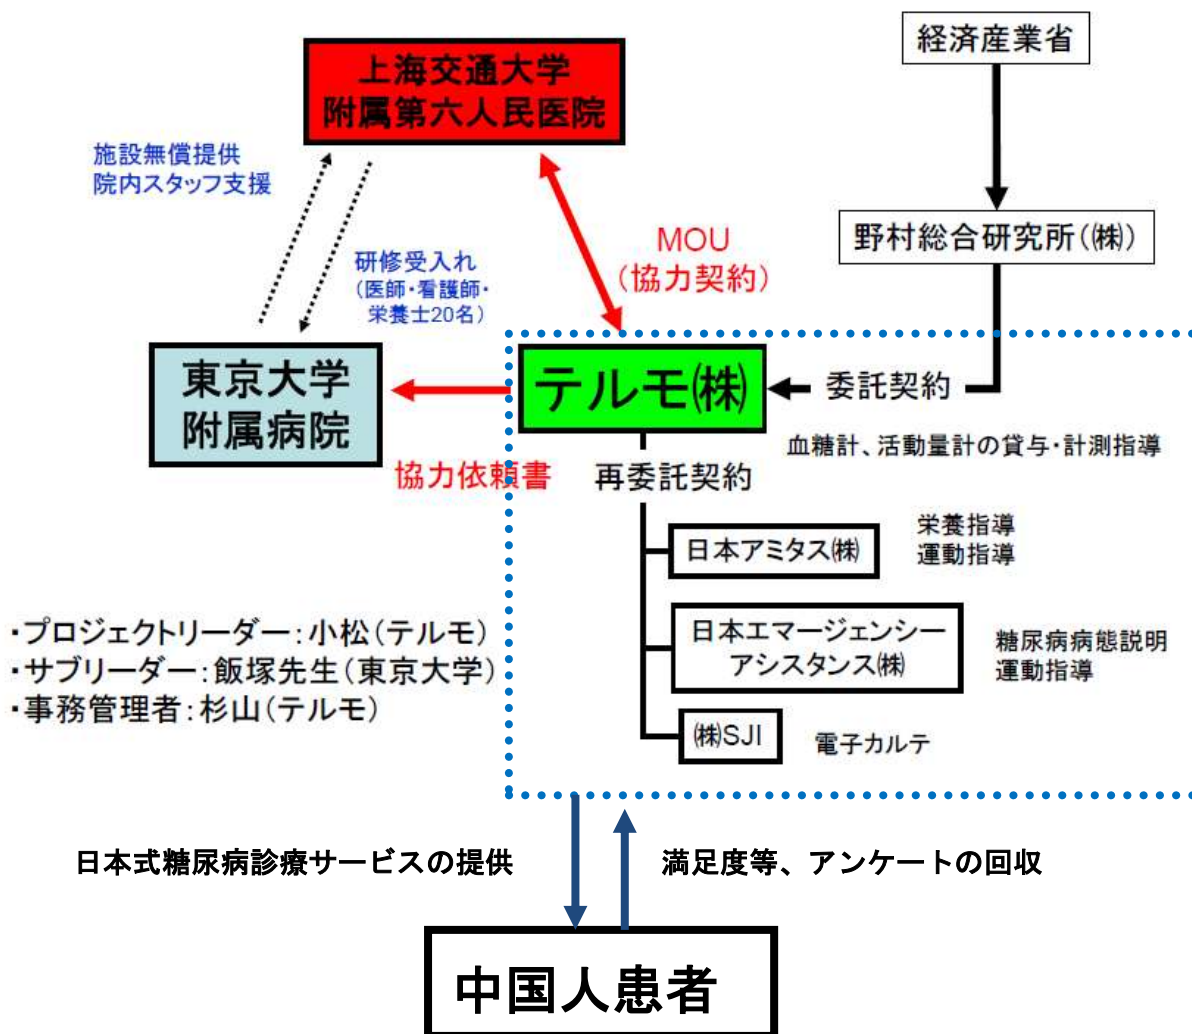 経済産業省
上海交通大学
附属第六人民医院
施設無償提供
院内スタッフ支援
野村総合研究所(株)
MOU
(協力契約)
研修受入れ
(医師・看護師・
栄養士20名)
東京大学
附属病院
テルモ㈱
委託契約
血糖計、活動量計の貸与・計測指導
協力依頼書
再委託契約
日本アミタス㈱
栄養指導
運動指導
日本エマージェンシー
アシスタンス㈱
糖尿病病態説明
運動指導
㈱SJI
電子カルテ
・プロジェクトリーダー:小松(テルモ)
・サブリーダー:飯塚先生(東京大学)
・事務管理者:杉山(テルモ)
日本式糖尿病診療サービスの提供
満足度等、アンケートの回収
中国人患者